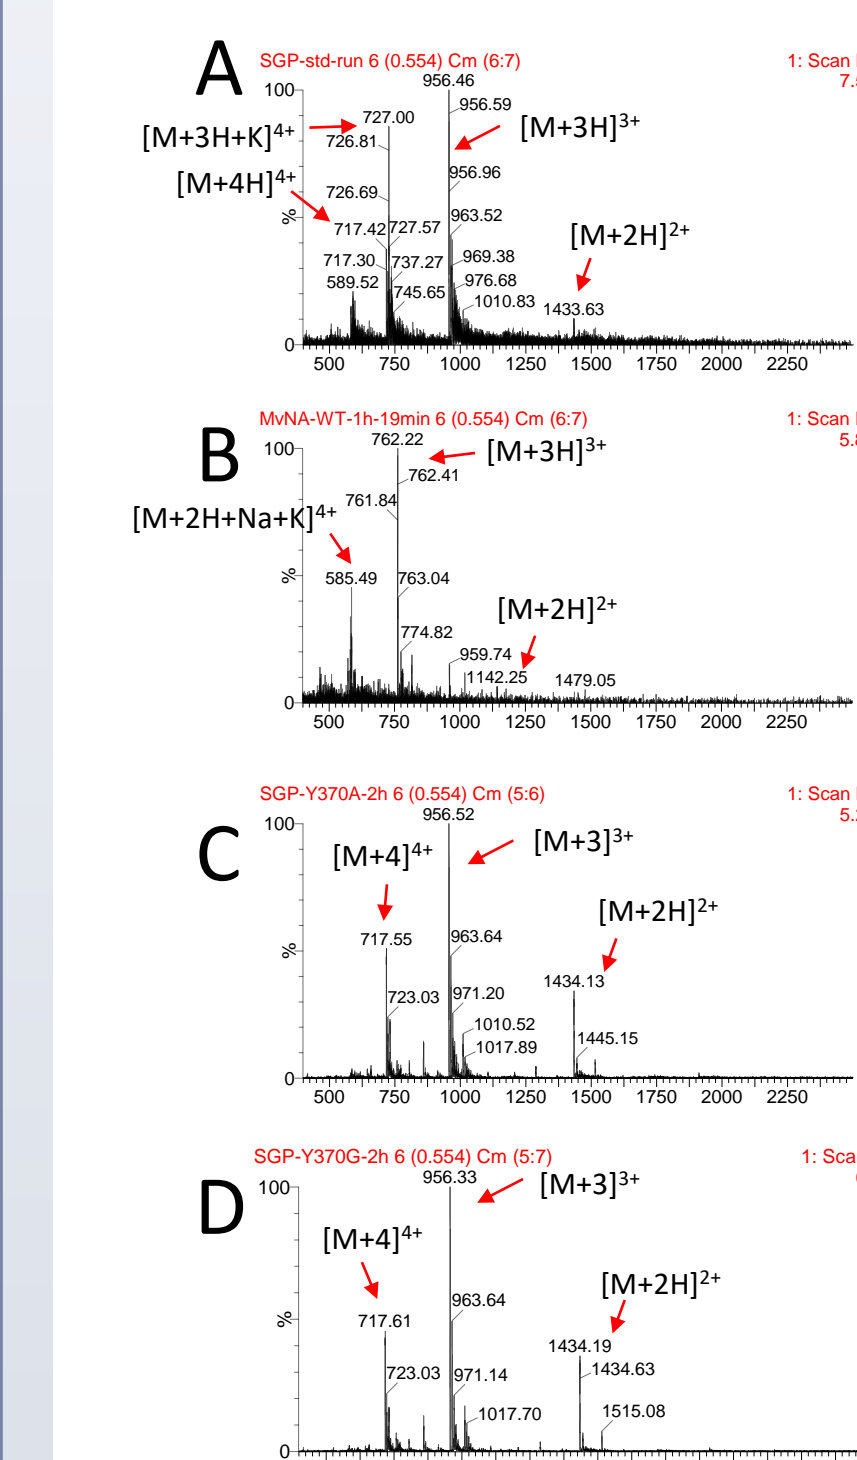 A
SGP-std-run 6 (0.554) Cm (6:7)
1: Scan
7.
100
956.46
727.00
956.59
[M+3H]3+
[M+3H+K]4+
726.81
956.96
[M+4H]4+
726.69
%
717.42
727.57
963.52
[M+2H]2+
717.30
737.27
969.38
589.52
745.65
976.68
1010.83
1433.63
0
500 750 1000 1250 1500 1750 2000 2250
MvNA-WT-1h-19min 6 (0.554) Cm (6:7)
1: Scan
5.
B
100
762.22
[M+3H]3+
762.41
761.84
[M+2H+Na+K]4+
%
585.49
763.04
[M+2H]2+
774.82
959.74
1142.25
1479.05
0
500 750 1000 1250 1500 1750 2000 2250
SGP-Y370A-2h 6 (0.554) Cm (5:6)
1: Scan
5.
C
100
956.52
[M+4]4+
[M+3]3+
[M+2H]2+
%
717.55
963.64
1434.13
723.03
971.20
1010.52
1017.89
1445.15
0
500 750 1000 1250 1500 1750 2000 2250
SGP-Y370G-2h 6 (0.554) Cm (5:7)
1: Sca
D
100
956.33
[M+3]3+
[M+4]4+
[M+2H]2+
%
717.61
963.64
1434.19
723.03
971.14
1434.63
1017.70
1515.08
0